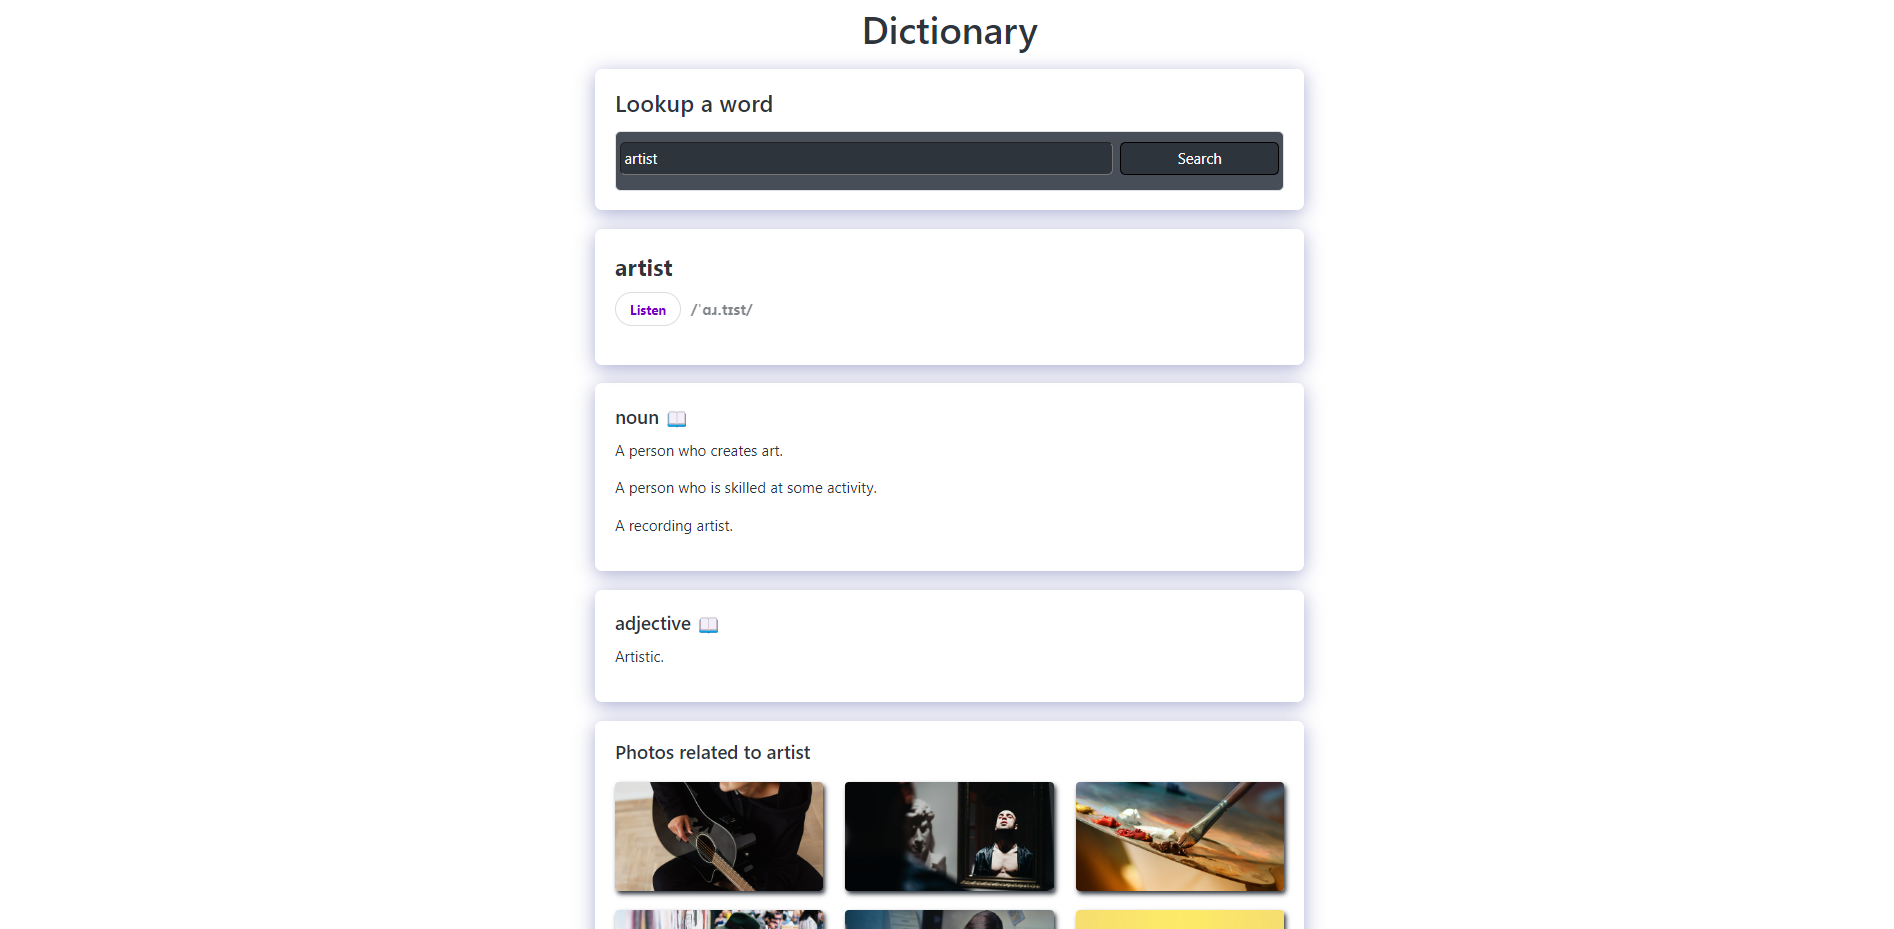 Dictionary
Lookup a word
artist
Search
artist
Listen /ˈɑɹ.tɪst/
noun 📖
A person who creates art.
A person who is skilled at some activity.
A recording artist.
adjective 📖
Artistic.
Photos related to artist